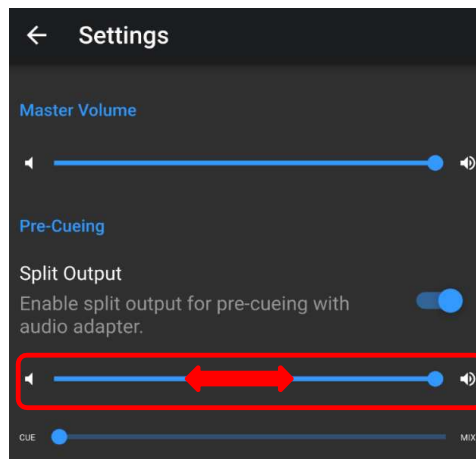 Settings
Master Volume
Pre-Cueing
Split Output
Enable split output for pre-cueing with
audio adapter.
CUE
MIX